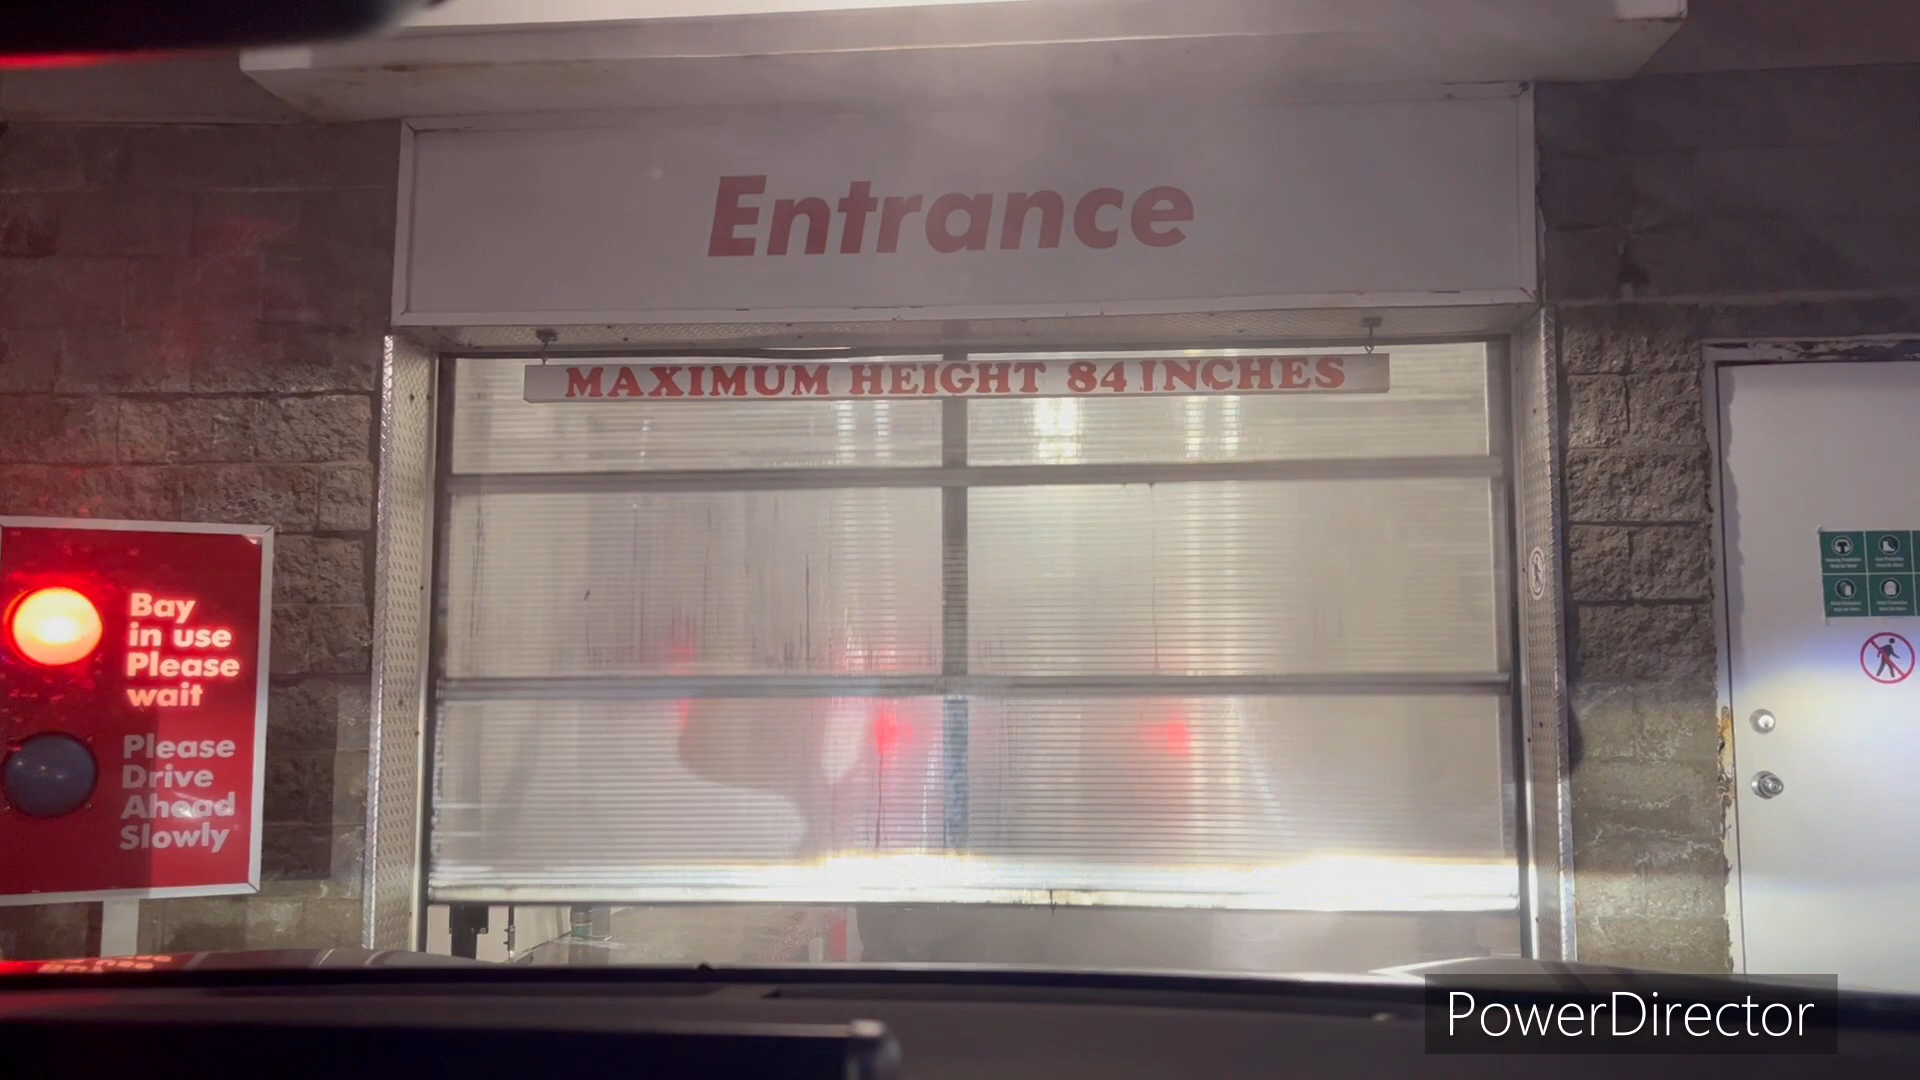 Entrance
MAXIMUM HEIGHT 84 INCHES
Bay
in use
Please
wait
Please
Drive
Ahead
Slowly
PowerDirector